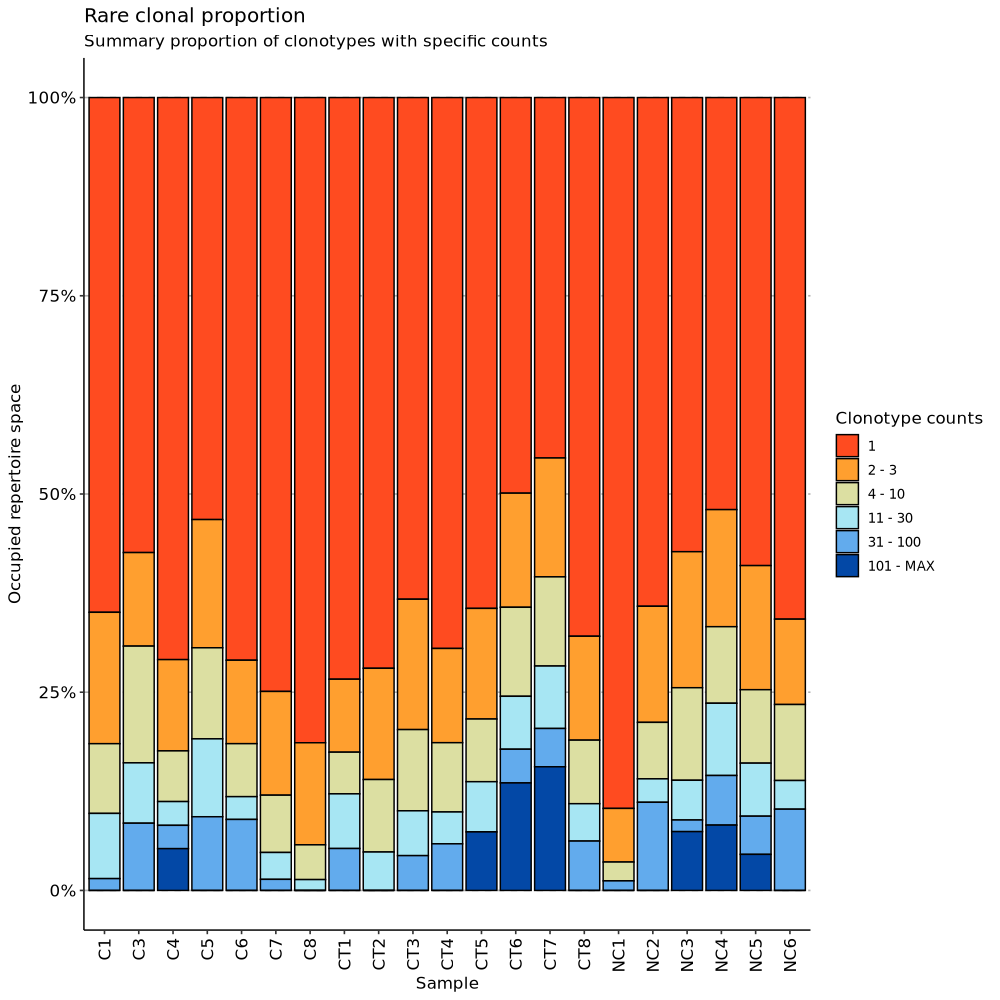 Rare clonal proportion
Summary proportion of clonotypes with specific counts
100%
75%
50%
25%
0%
Occupied repertoire space
C1 C3 C4 C5 C6 C7 C8 CT1 CT2 CT3 CT4 CT5 CT6 CT7 CT8 NC1 NC2 NC3 NC4 NC5 NC6
Sample
Clonotype counts
1
2 - 3
4 - 10
11 - 30
31 - 100
101 - MAX